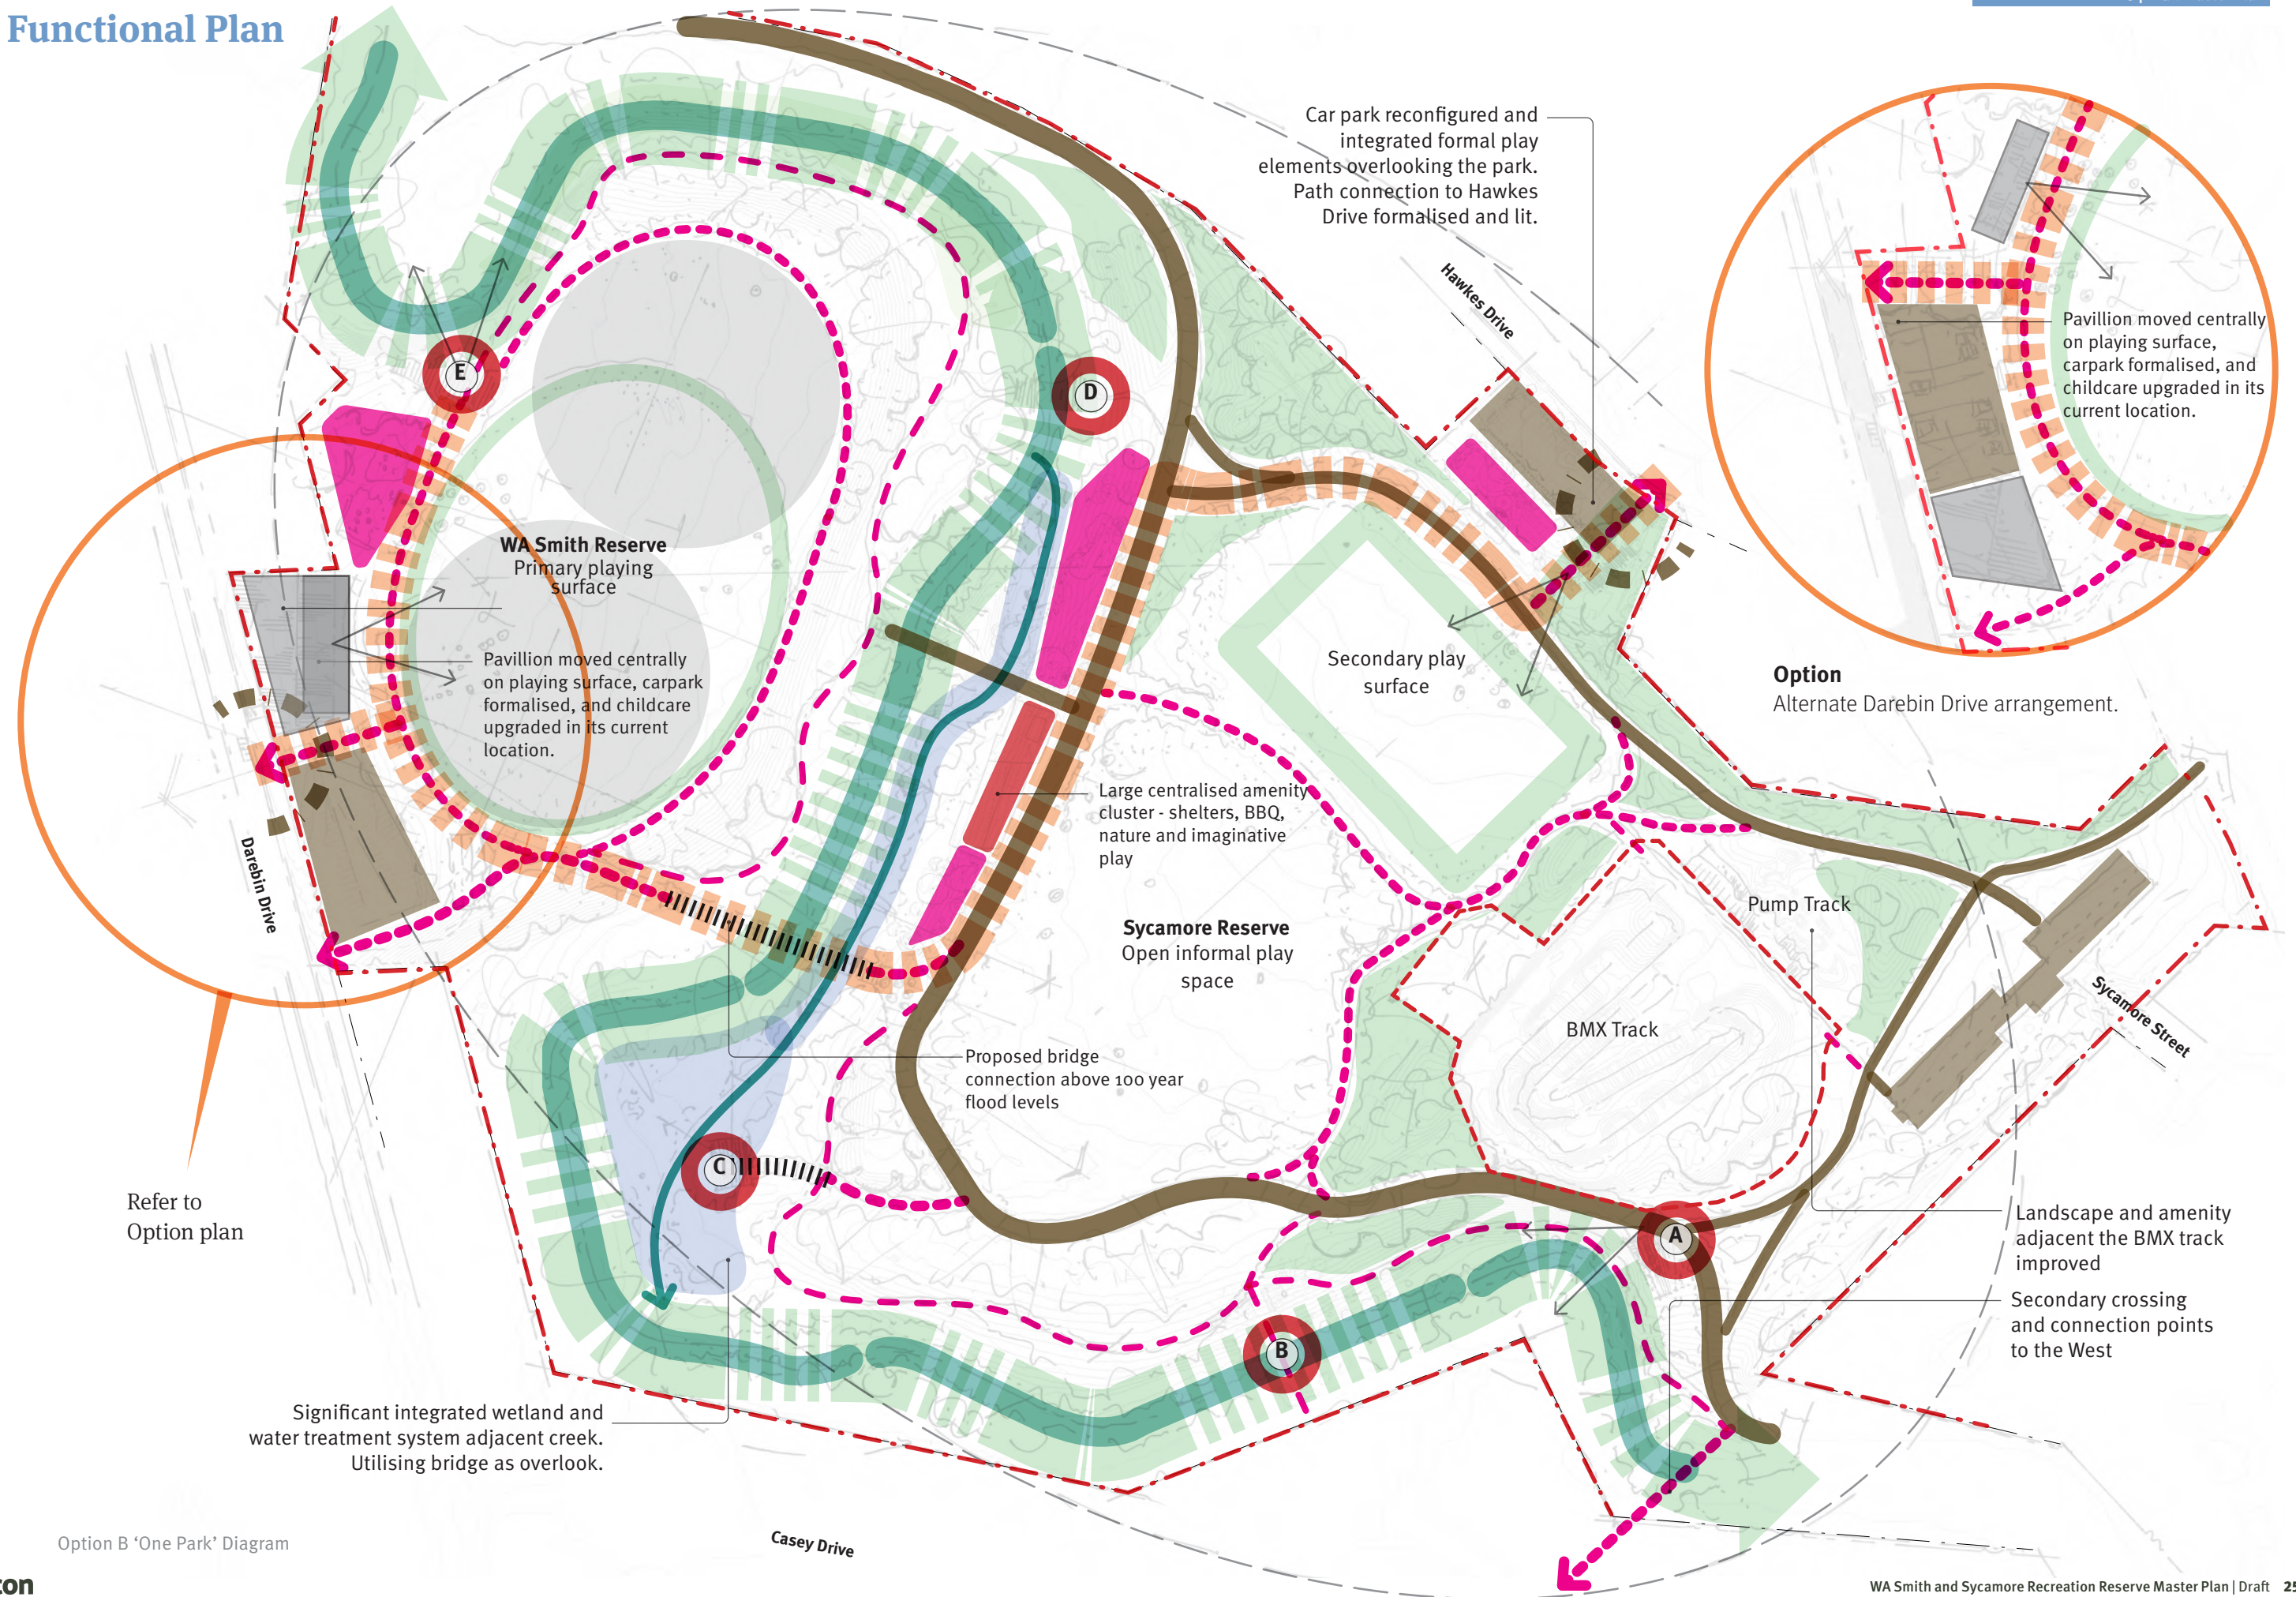 Functional Plan
Car park reconfigured and
integrated formal play
elements overlooking the park.
Path connection to Hawkes
Drive formalised and lit.
Hawkes Drive
Pavillion moved centrally
on playing surface,
carpark formalised, and
childcare upgraded in its
current location.
Option
Alternate Darebin Drive arrangement.
E
D
WA Smith Reserve
Primary playing
surface
Pavillion moved centrally
on playing surface, carpark
formalised, and childcare
upgraded in its current
location.
Secondary play
surface
Large centralised amenity
cluster - shelters, BBQ,
nature and imaginative
play
Darebin Drive
Sycamore Reserve
Open informal play
space
Pump Track
BMX Track
Sycamore Street
Proposed bridge
connection above 100 year
flood levels
C
Refer to
Option plan
A
B
Landscape and amenity
adjacent the BMX track
improved
Secondary crossing
and connection points
to the West
Significant integrated wetland and
water treatment system adjacent creek.
Utilising bridge as overlook.
Casey Drive
Option B ‘One Park’ Diagram
WA Smith and Sycamore Recreation Reserve Master Plan | Draft 25